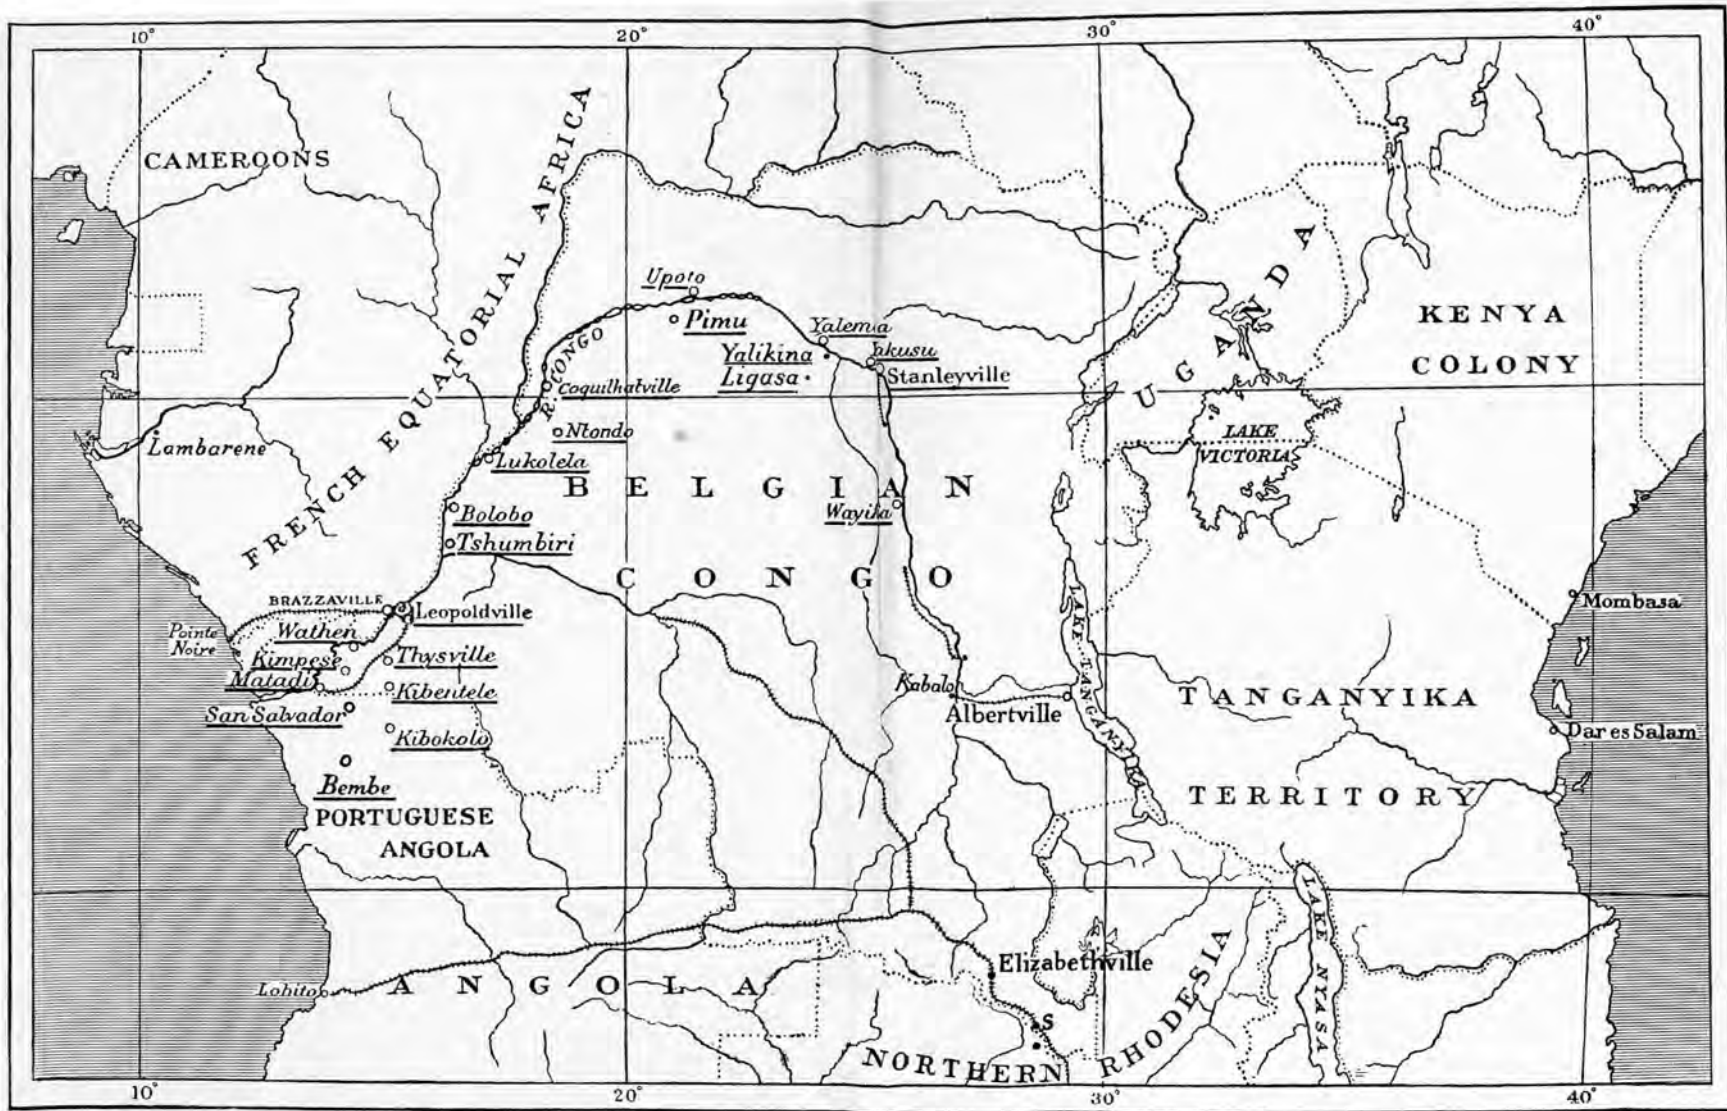 10° 20° 30° 40°
CAMEROONS
FRENCH EQUATORIAL AFRICA
Upoto
Pimu
R. CONGO
Yalemba
Yalikina
Yakusu
Ligasa
Stanleyville
Coquilhatville
UGANDA
KENYA
COLONY
Lambarene
Ntondo
Lukolela
LAKE
VICTORIA
BELGIAN
Wayika
Bolobo
Tshumbiri
CONGO
BRAZZAVILLE
Leopoldville
Mombasa
Pointe
Noire
Wathen
Kimpese
Thysville
Matadi
Kibentele
San Salvador
Kibokolo
LAKE TANGANYIKA
Kabalo
Albertville
TANGANYIKA
Dar es Salam
TERRITORY
Bembe
PORTUGUESE
ANGOLA
LAKE NYASA
Elizabethville
Lobito
ANGOLA
S
NORTHERN RHODESIA
10° 20° 30° 40°